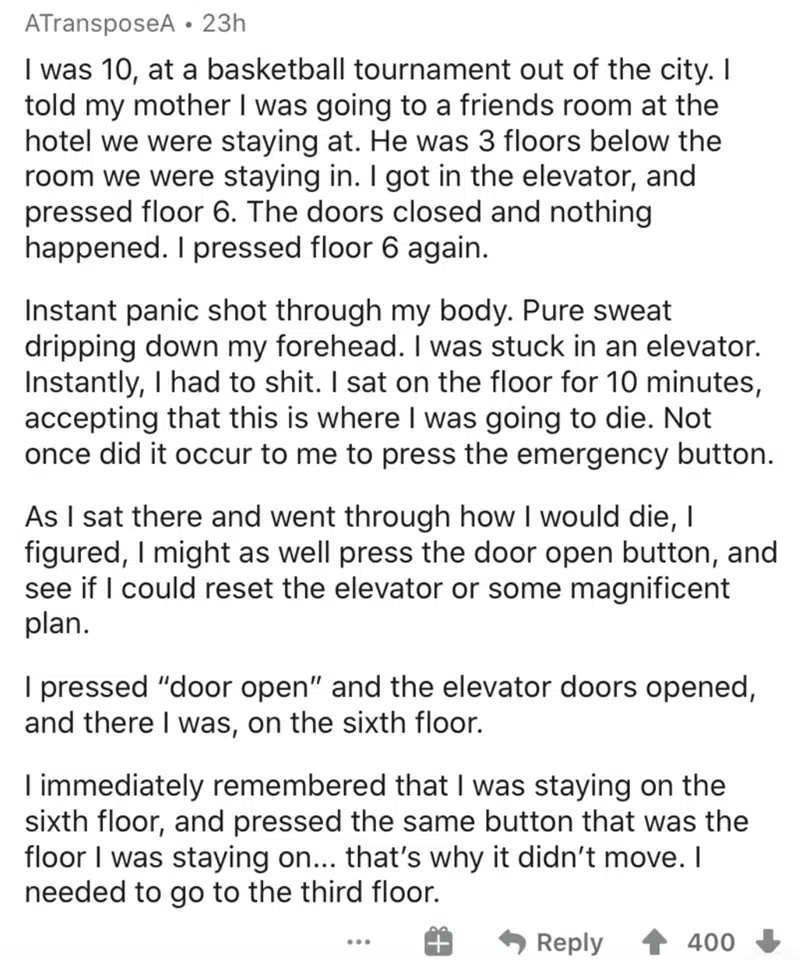 ATransposeA • 23h
I was 10, at a basketball tournament out of the city. I
told my mother I was going to a friends room at the
hotel we were staying at. He was 3 floors below the
room we were staying in. I got in the elevator, and
pressed floor 6. The doors closed and nothing
happened. I pressed floor 6 again.
Instant panic shot through my body. Pure sweat
dripping down my forehead. I was stuck in an elevator.
Instantly, I had to shit. I sat on the floor for 10 minutes,
accepting that this is where I was going to die. Not
once did it occur to me to press the emergency button.
As I sat there and went through how I would die, I
figured, I might as well press the door open button, and
see if I could reset the elevator or some magnificent
plan.
I pressed “door open” and the elevator doors opened,
and there I was, on the sixth floor.
I immediately remembered that I was staying on the
sixth floor, and pressed the same button that was the
floor I was staying on... that’s why it didn’t move. I
needed to go to the third floor.
... Reply 400